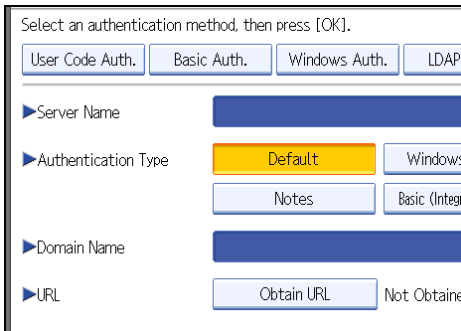 Select an authentication method, then press [OK].
User Code Auth. Basic Auth. Windows Auth. LDAP
▶Server Name
▶Authentication Type Default Windows
Notes Basic (Integr
▶Domain Name
▶URL Obtain URL Not Obtaine